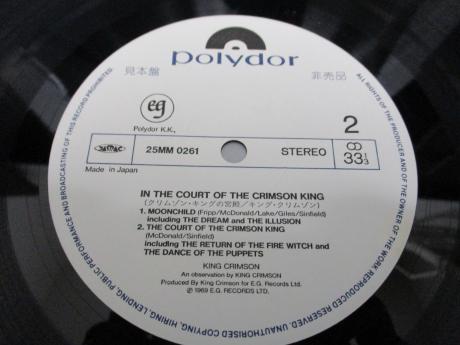 polydor
見本盤
非売品
eg
Polydor K.K.,
2
JASRAC
25MM 0261
STEREO
33 1/3
Made in Japan
IN THE COURT OF THE CRIMSON KING
(クリムゾン・キングの宮殿/キング・クリムゾン)
1. MOONCHILD (Fripp/McDonald/Lake/Giles/Sinfield)
including THE DREAM and THE ILLUSION
2. THE COURT OF THE CRIMSON KING
(McDonald/Sinfield)
including THE RETURN OF THE FIRE WITCH and
THE DANCE OF THE PUPPETS
KING CRIMSON
An observation by KING CRIMSON
Produced By King Crimson for E.G. Records Ltd.
℗ 1969 E.G. RECORDS LTD.
ALL RIGHTS OF THE PRODUCER AND OF THE OWNER OF THE WORK REPRODUCED RESERVED. UNAUTHORISED COPYING, HIRING, LENDING, PUBLIC PERFORMANCE AND BROADCASTING OF THIS RECORD PROHIBITED